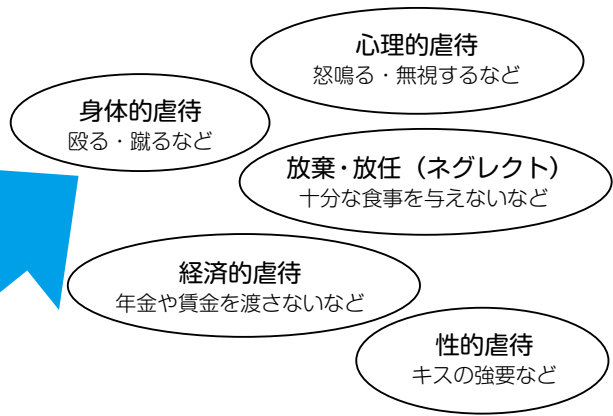 心理的虐待
怒鳴る・無視するなど
身体的虐待
殴る・蹴るなど
放棄・放任（ネグレクト）
十分な食事を与えないなど
経済的虐待
年金や賃金を渡さないなど
性的虐待
キスの強要など